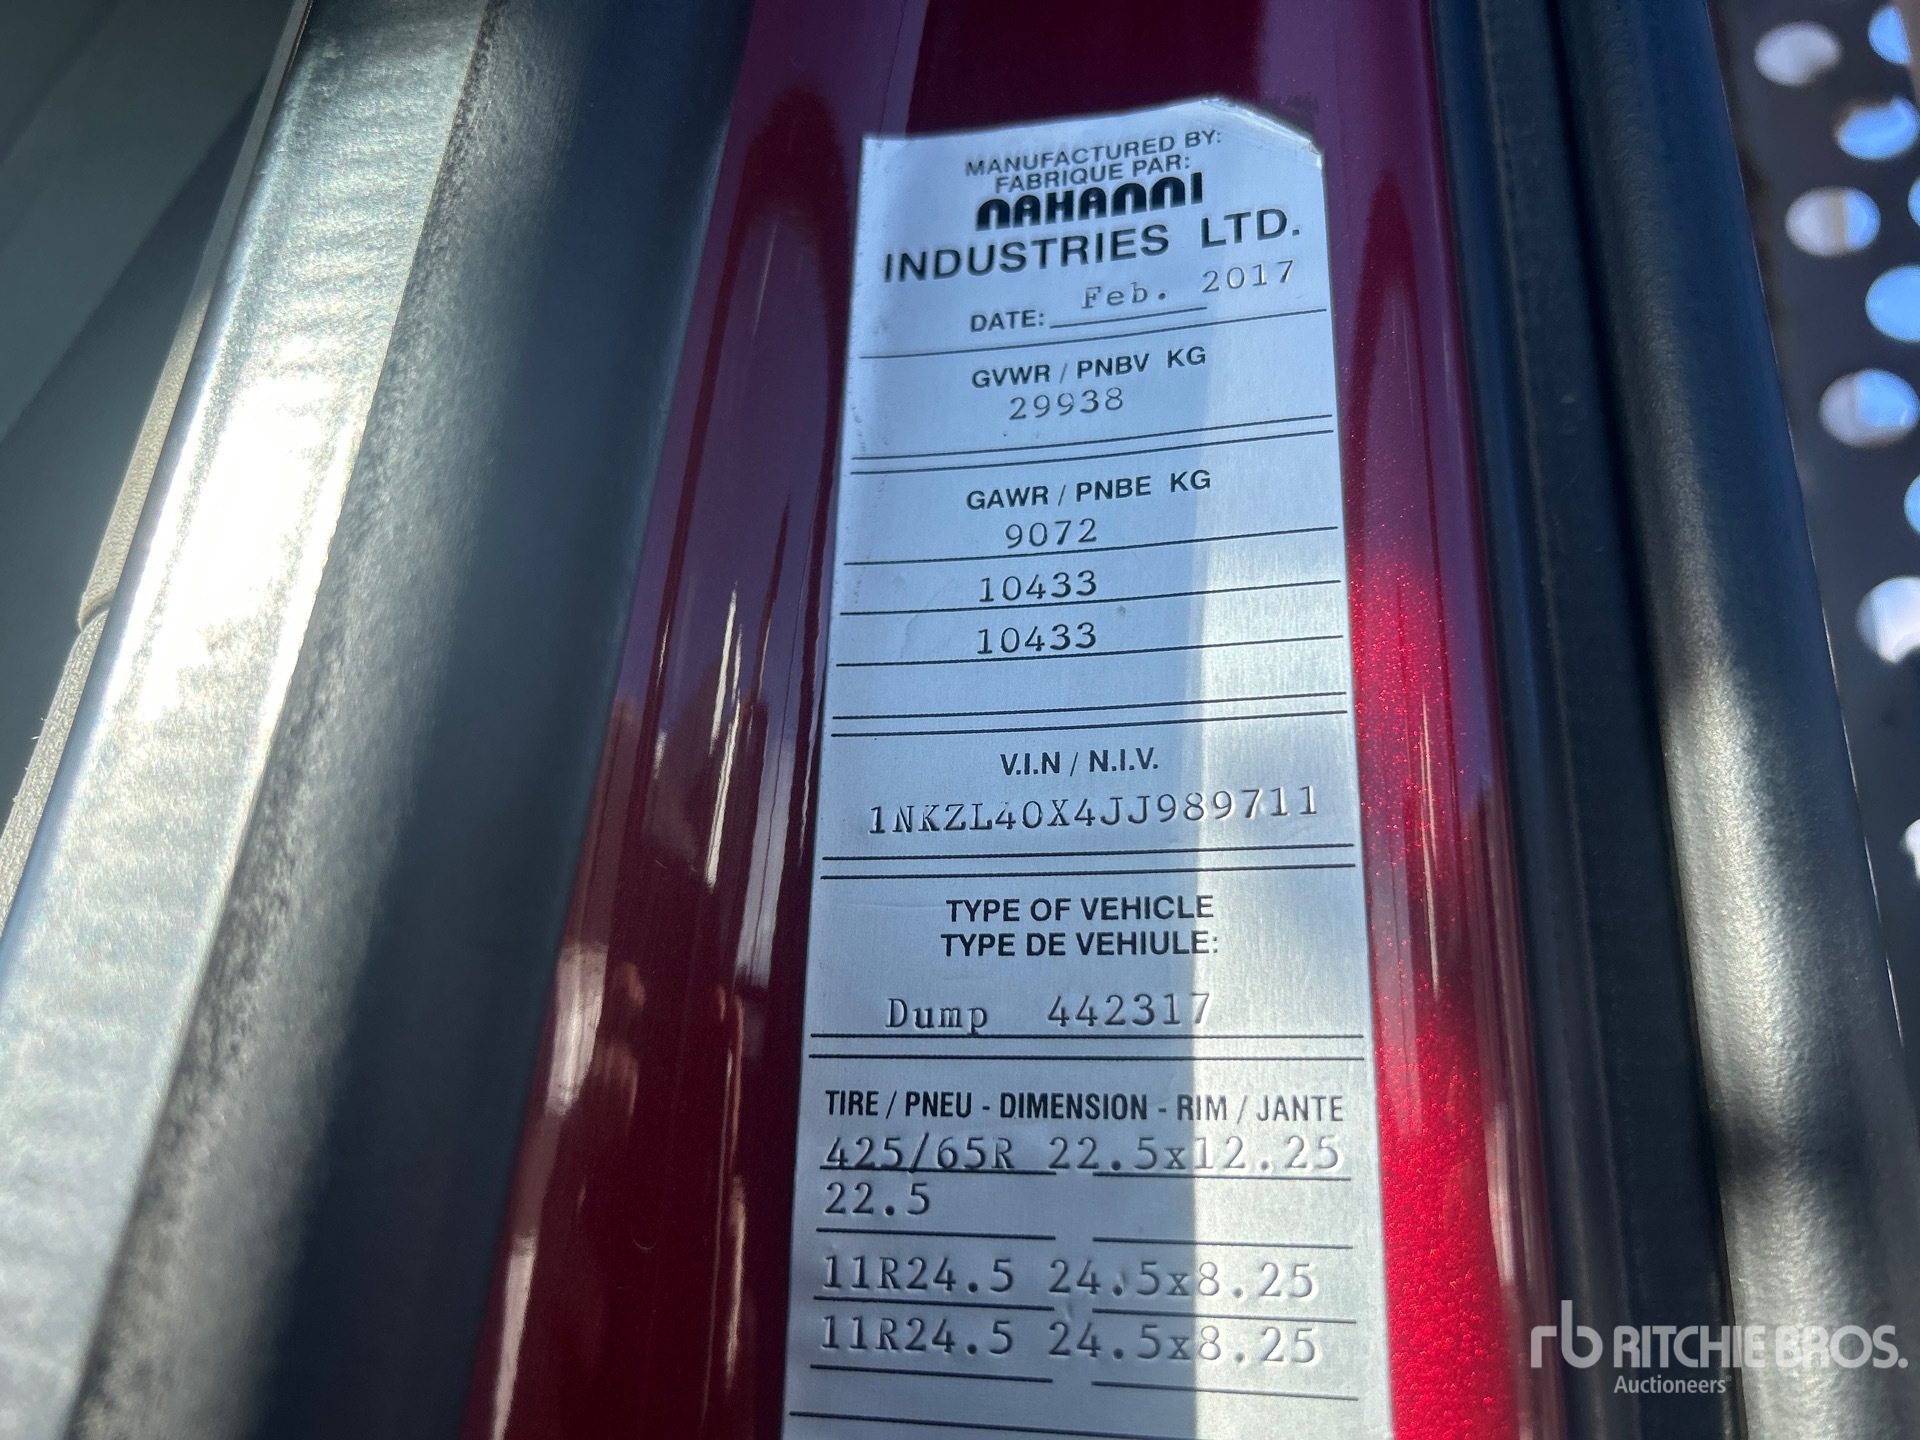 MANUFACTURED BY:
FABRIQUE PAR:
NAHANNI
INDUSTRIES LTD.
DATE: Feb. 2017
GVWR / PNBV KG
29938
GAWR / PNBE KG
9072
10433
10433
V.I.N / N.I.V.
1NKZL40X4JJ989711
TYPE OF VEHICLE
TYPE DE VEHIULE:
Dump 442317
TIRE / PNEU - DIMENSION - RIM / JANTE
425/65R 22.5x12.25
22.5
11R24.5 24.5x8.25
11R24.5 24.5x8.25
rb RITCHIE BROS.
Auctioneers